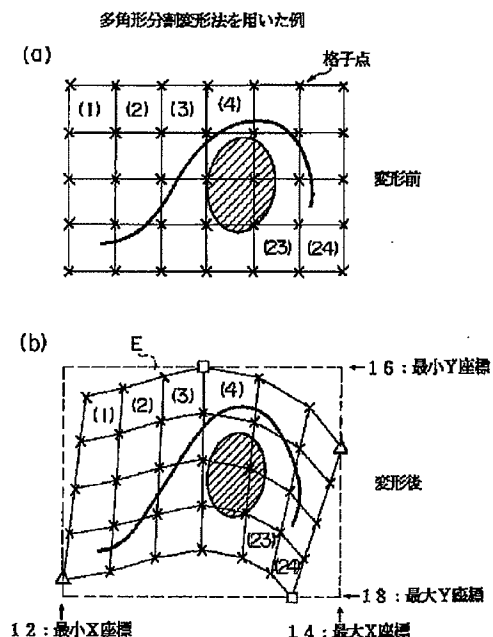 多角形分割変形法を用いた例
(a)
格子点
(1) (2) (3) (4)
変形前
(23) (24)
(b)
E
16:最小Y座標
(1) (2) (3) (4)
変形後
(23)
(24)
18:最大Y座標
12:最小X座標 14:最大X座標